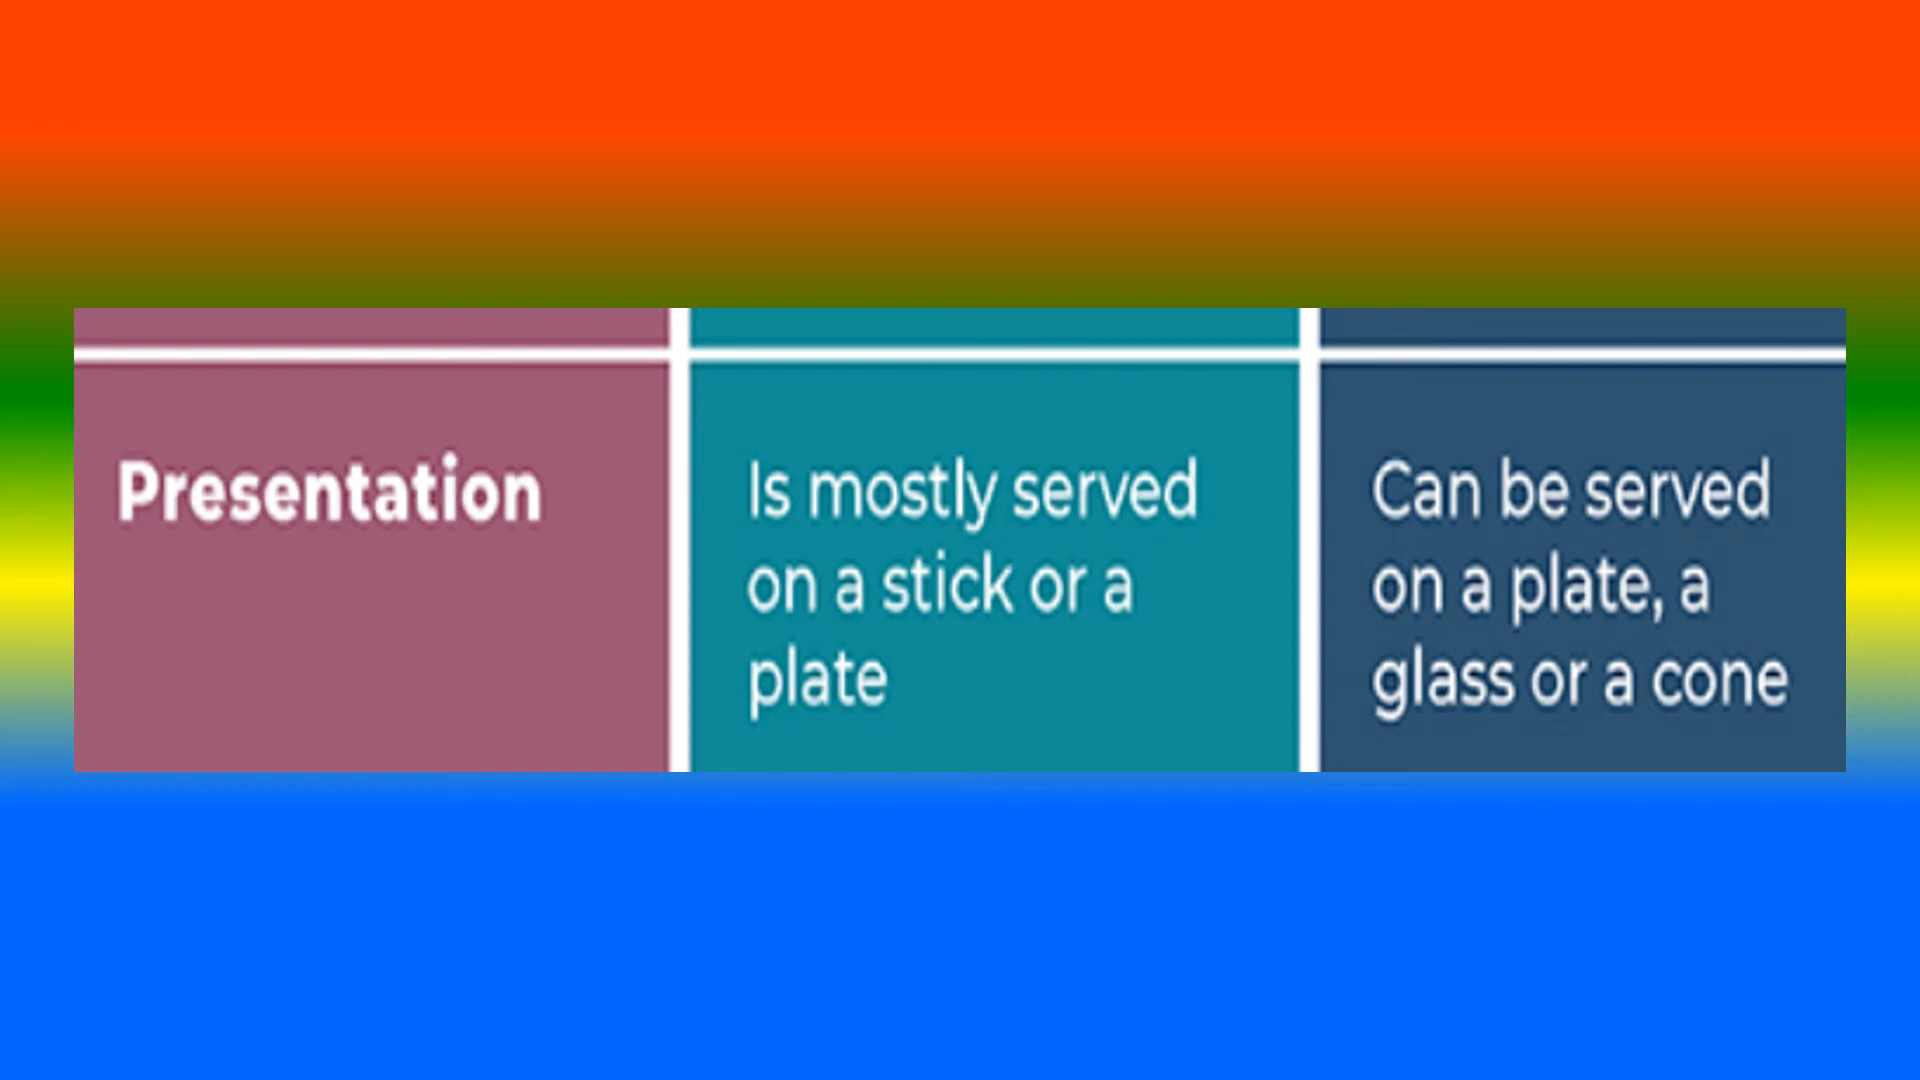 Presentation
Is mostly served
on a stick or a
plate
Can be served
on a plate, a
glass or a cone